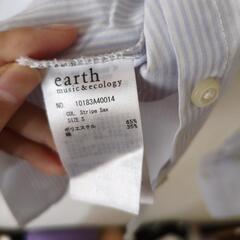 earth
music & ecology
NO. 10183A40014
COL Stripe Sax
SIZE S
ポリエステル 65%
綿 35%